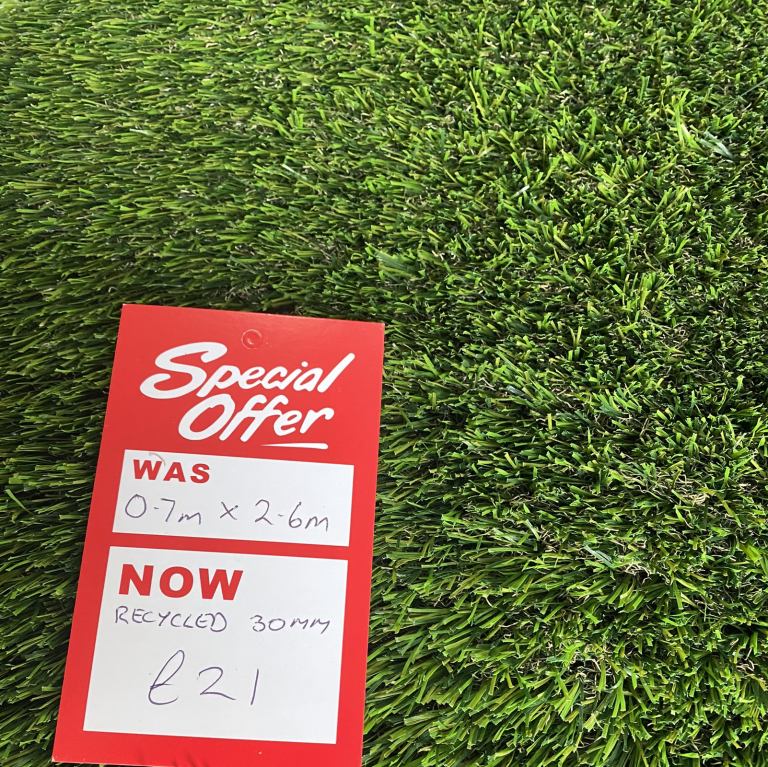 Special
Offer
WAS
0.7m x 2.6m
NOW
RECYCLED 30MM
£21